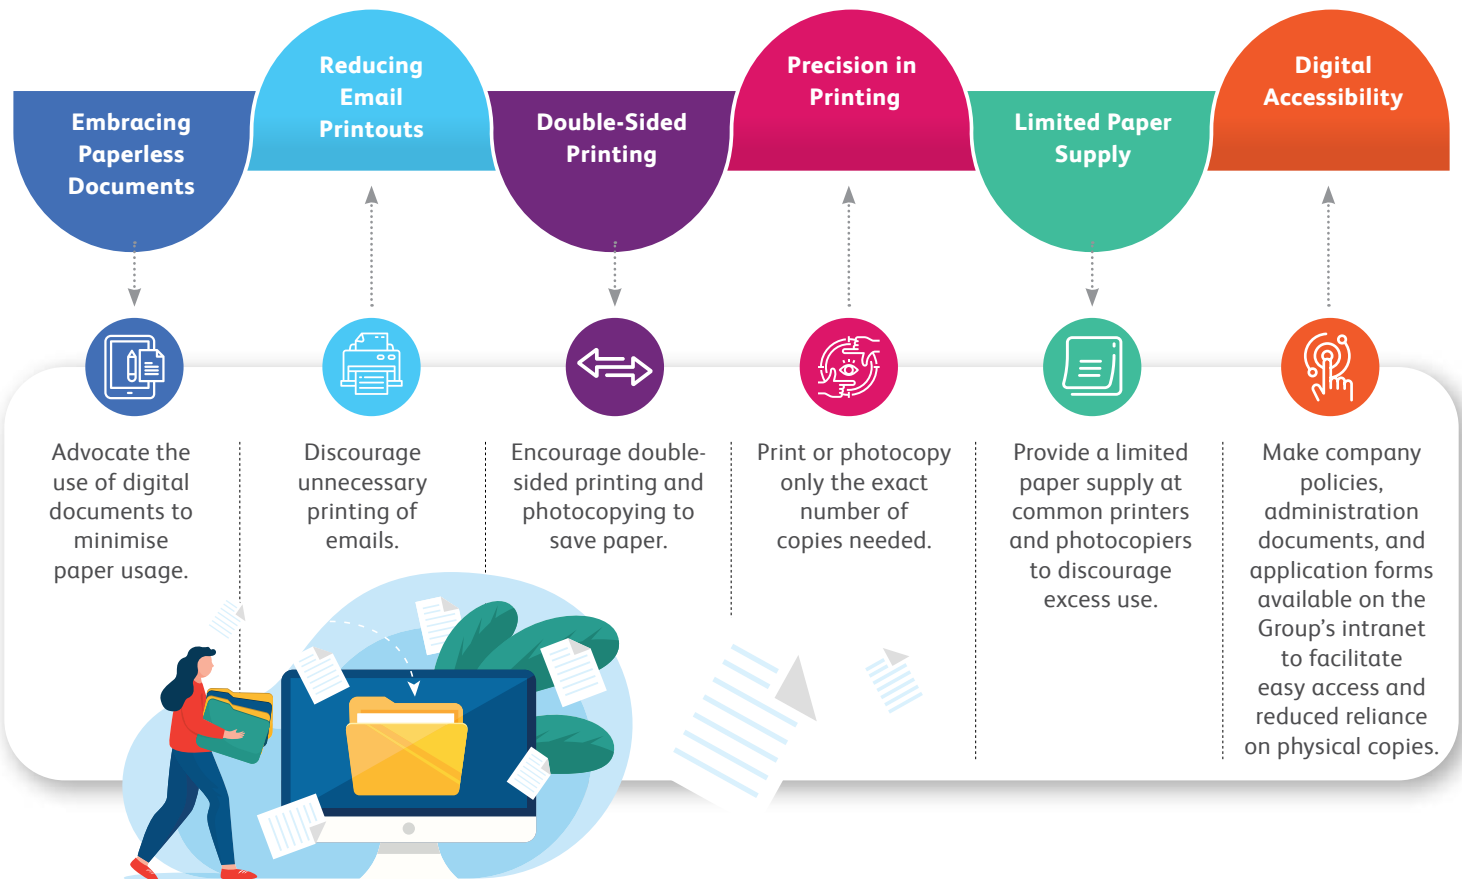 Embracing
Paperless
Documents
Reducing
Email
Printouts
Double-Sided
Printing
Precision in
Printing
Limited Paper
Supply
Digital
Accessibility
Advocate the
use of digital
documents to
minimise
paper usage.
Discourage
unnecessary
printing of
emails.
Encourage double-
sided printing and
photocopying to
save paper.
Print or photocopy
only the exact
number of
copies needed.
Provide a limited
paper supply at
common printers
and photocopiers
to discourage
excess use.
Make company
policies,
administration
documents, and
application forms
available on the
Group’s intranet
to facilitate
easy access and
reduced reliance
on physical copies.